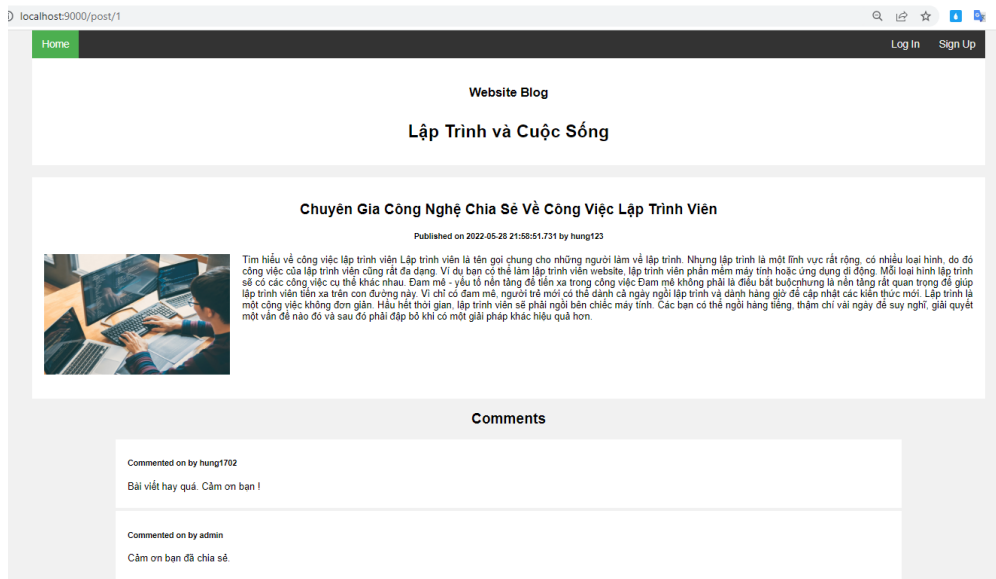 localhost:9000/post/1
Home
Log In
Sign Up
Website Blog
Lập Trình và Cuộc Sống
Chuyên Gia Công Nghệ Chia Sẻ Về Công Việc Lập Trình Viên
Published on 2022-05-28 21:58:51.731 by hung123
Tìm hiểu về công việc lập trình viên Lập trình viên là tên gọi chung cho những người làm về lập trình. Nhưng lập trình là một lĩnh vực rất rộng, có nhiều loại hình, do đó
công việc của lập trình viên cũng rất đa dạng. Ví dụ bạn có thể làm lập trình viên website, lập trình viên phần mềm máy tính hoặc ứng dụng di động. Mỗi loại hình lập trình
sẽ có các công việc cụ thể khác nhau. Đam mê - yếu tố nền tảng để tiến xa trong công việc Đam mê không phải là điều bắt buộcnhưng là nền tảng rất quan trọng để giúp
lập trình viên tiến xa trên con đường này. Vì chỉ có đam mê, người trẻ mới có thể dành cả ngày ngồi lập trình và dành hàng giờ để cập nhật các kiến thức mới. Lập trình là
một công việc không đơn giản. Hầu hết thời gian, lập trình viên sẽ phải ngồi bên chiếc máy tính. Các bạn có thể ngồi hàng tiếng, thậm chí vài ngày để suy nghĩ, giải quyết
một vấn đề nào đó và sau đó phải đập bỏ khi có một giải pháp khác hiệu quả hơn.
Comments
Commented on by hung1702
Bài viết hay quá. Cảm ơn bạn !
Commented on by admin
Cảm ơn bạn đã chia sẻ.